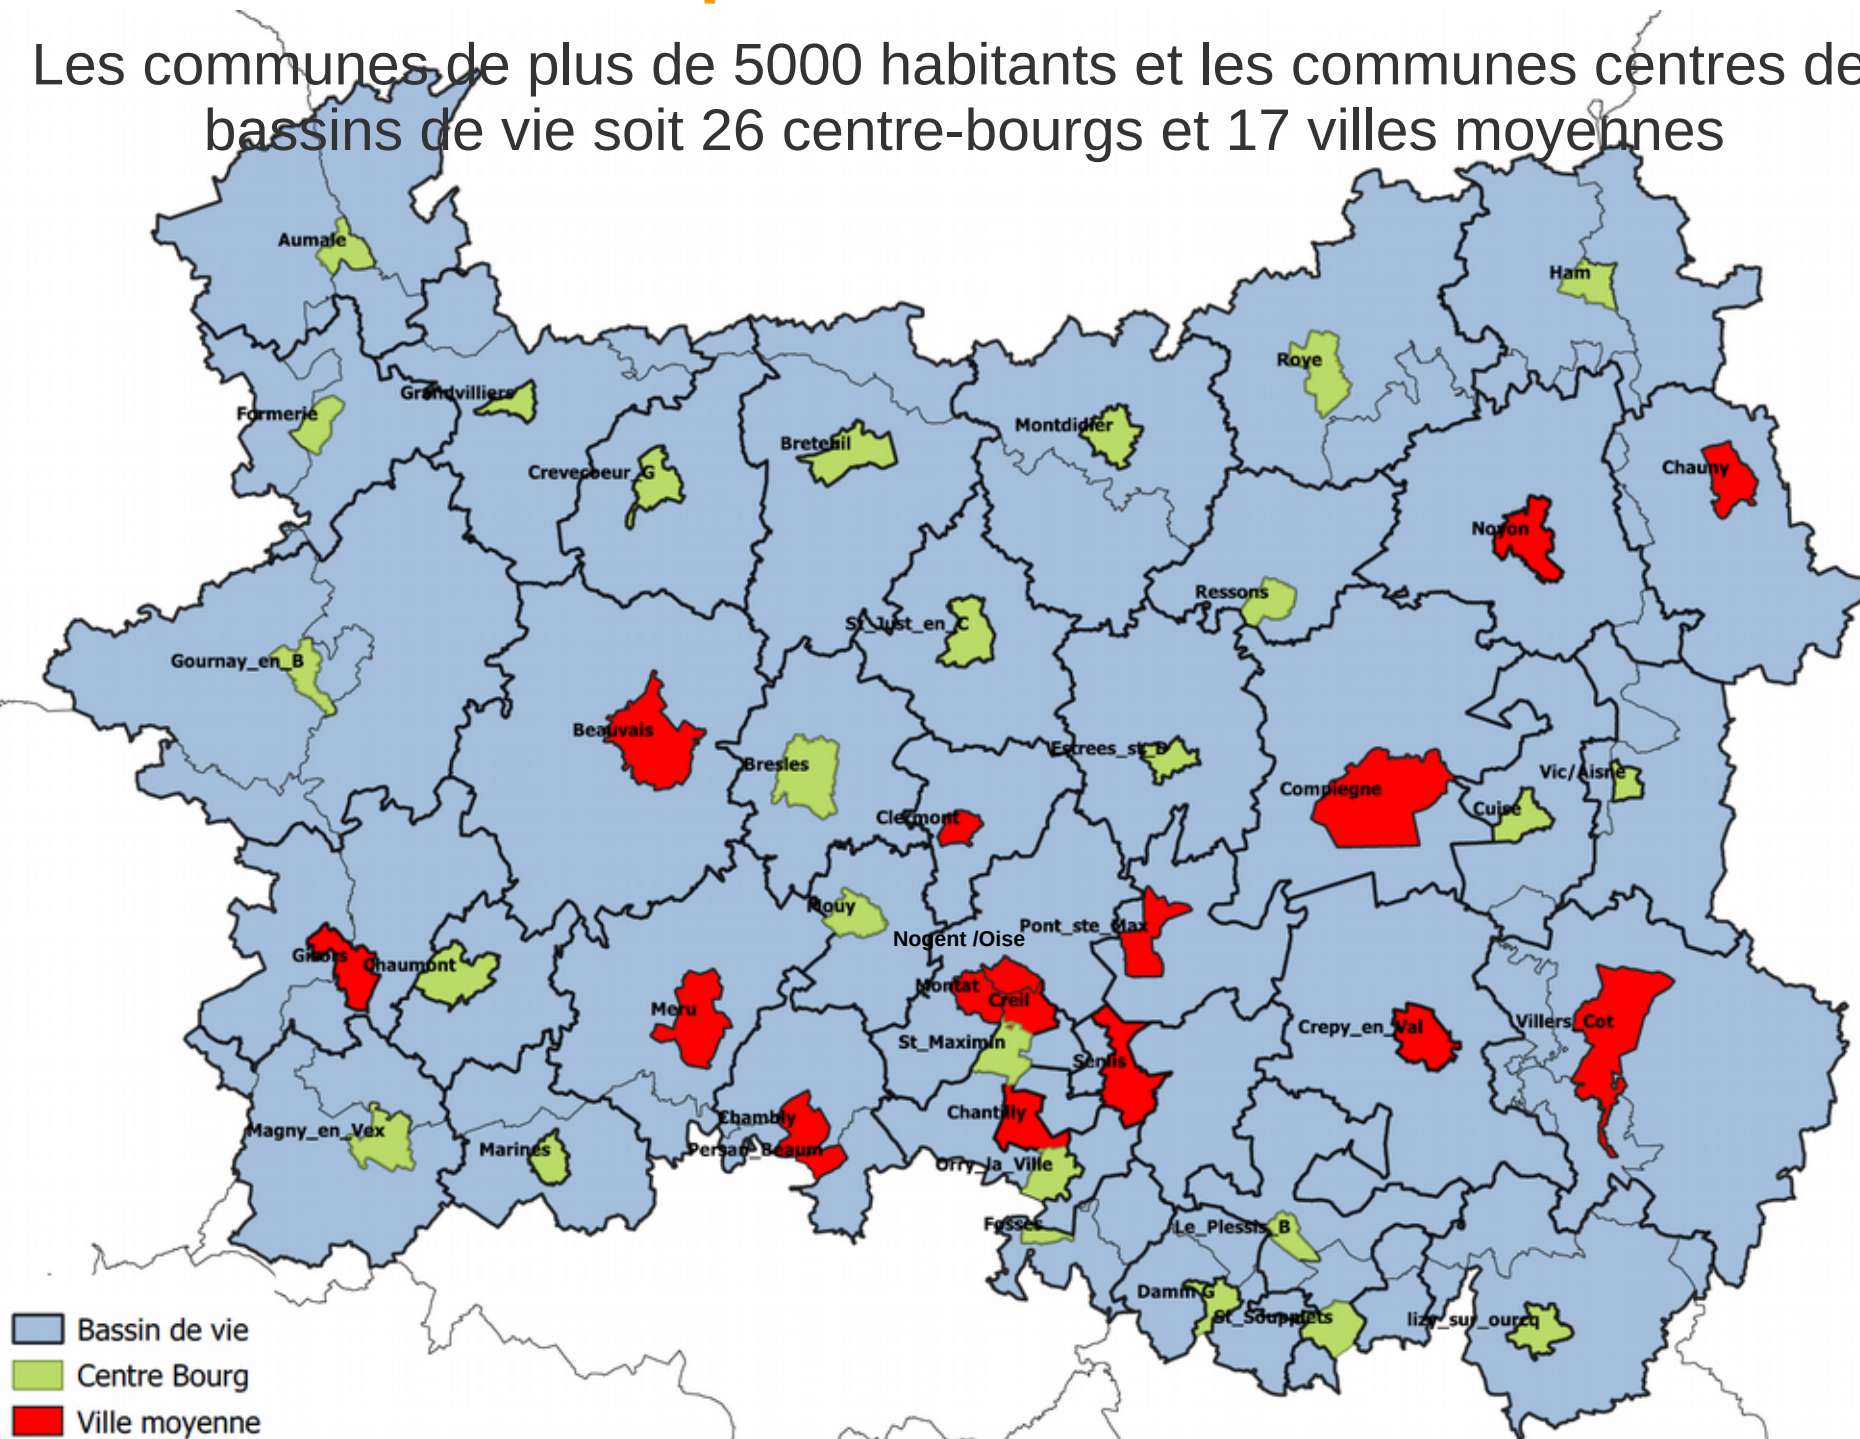 Les communes de plus de 5000 habitants et les communes centres de
bassins de vie soit 26 centre-bourgs et 17 villes moyennes
Aumale
Ham
Roye
Grandvilliers
Formerie
Montdidier
Breteuil
Crevecoeur_G
Chauny
Noyon
Ressons
St_Just_en_C
Gournay_en_B
Beauvais
Estrees_st_D
Bresles
Vic/Aisne
Compiegne
Cuise
Clermont
Mouy
Pont_ste_Max
Nogent /Oise
Gisors
Chaumont
Montat
Creil
Meru
Villers_Cot
Crepy_en_Val
St_Maximin
Senlis
Chantilly
Chambly
Magny_en_Vex
Marines
Persan_Beaum
Orry_la_Ville
Fosses
Le_Plessis_B
Damm G
St_Soupplets
lizy_sur_ourcq
Bassin de vie
Centre Bourg
Ville moyenne